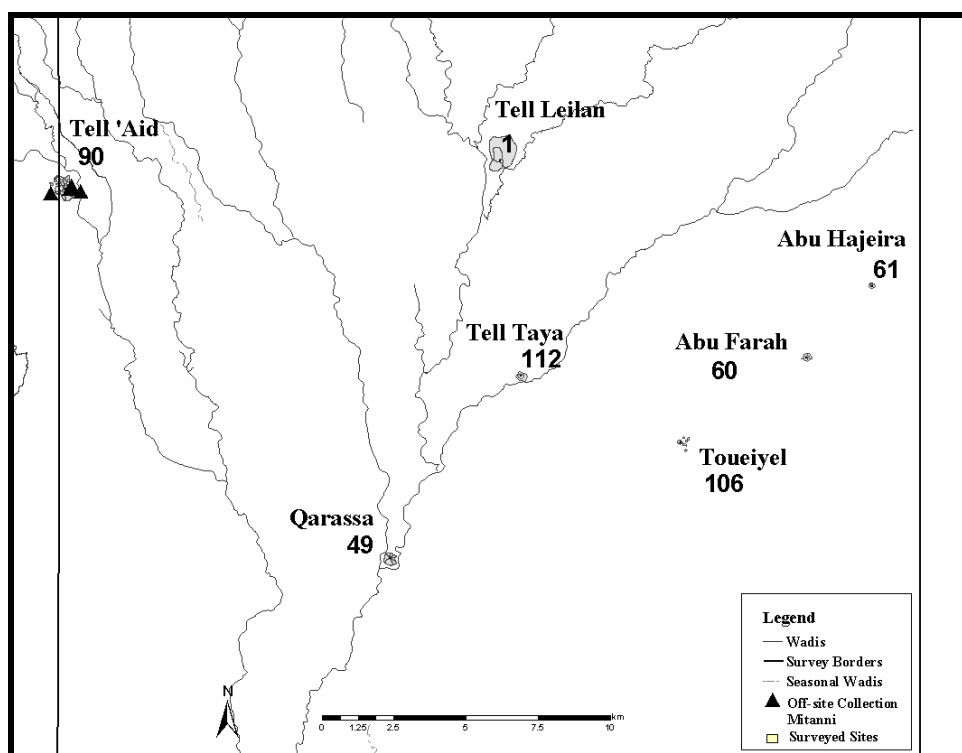 Tell Leilan
1
Tell 'Aid
90
Abu Hajeira
61
Tell Taya
112
Abu Farah
60
Toueiyel
106
Qarassa
49
Legend
Wadis
Survey Borders
Seasonal Wadis
Off-site Collection
Mitanni
Surveyed Sites
N
km
0 1.25 2.5 5 7.5 10